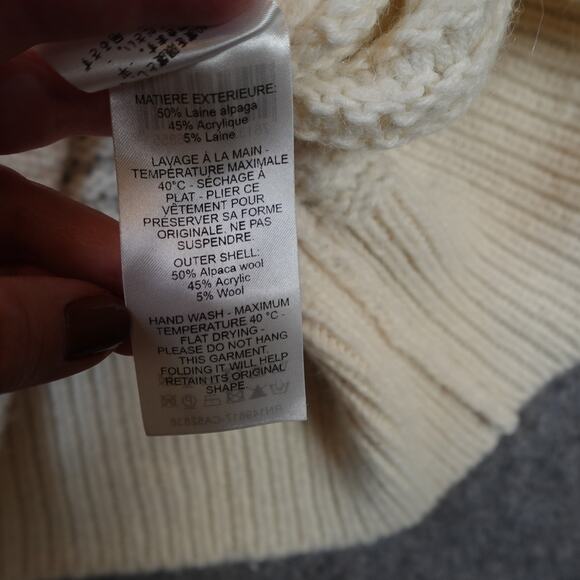 MATIERE EXTERIEURE:
50% Laine alpaga
45% Acrylique
5% Laine
LAVAGE À LA MAIN -
TEMPÉRATURE MAXIMALE
40°C - SÉCHAGE À
PLAT - PLIER CE
VÊTEMENT POUR
PRÉSERVER SA FORME
ORIGINALE, NE PAS
SUSPENDRE.
OUTER SHELL:
50% Alpaca wool
45% Acrylic
5% Wool
HAND WASH - MAXIMUM
TEMPERATURE 40 °C -
FLAT DRYING -
PLEASE DO NOT HANG
THIS GARMENT,
FOLDING IT WILL HELP
RETAIN ITS ORIGINAL
SHAPE.